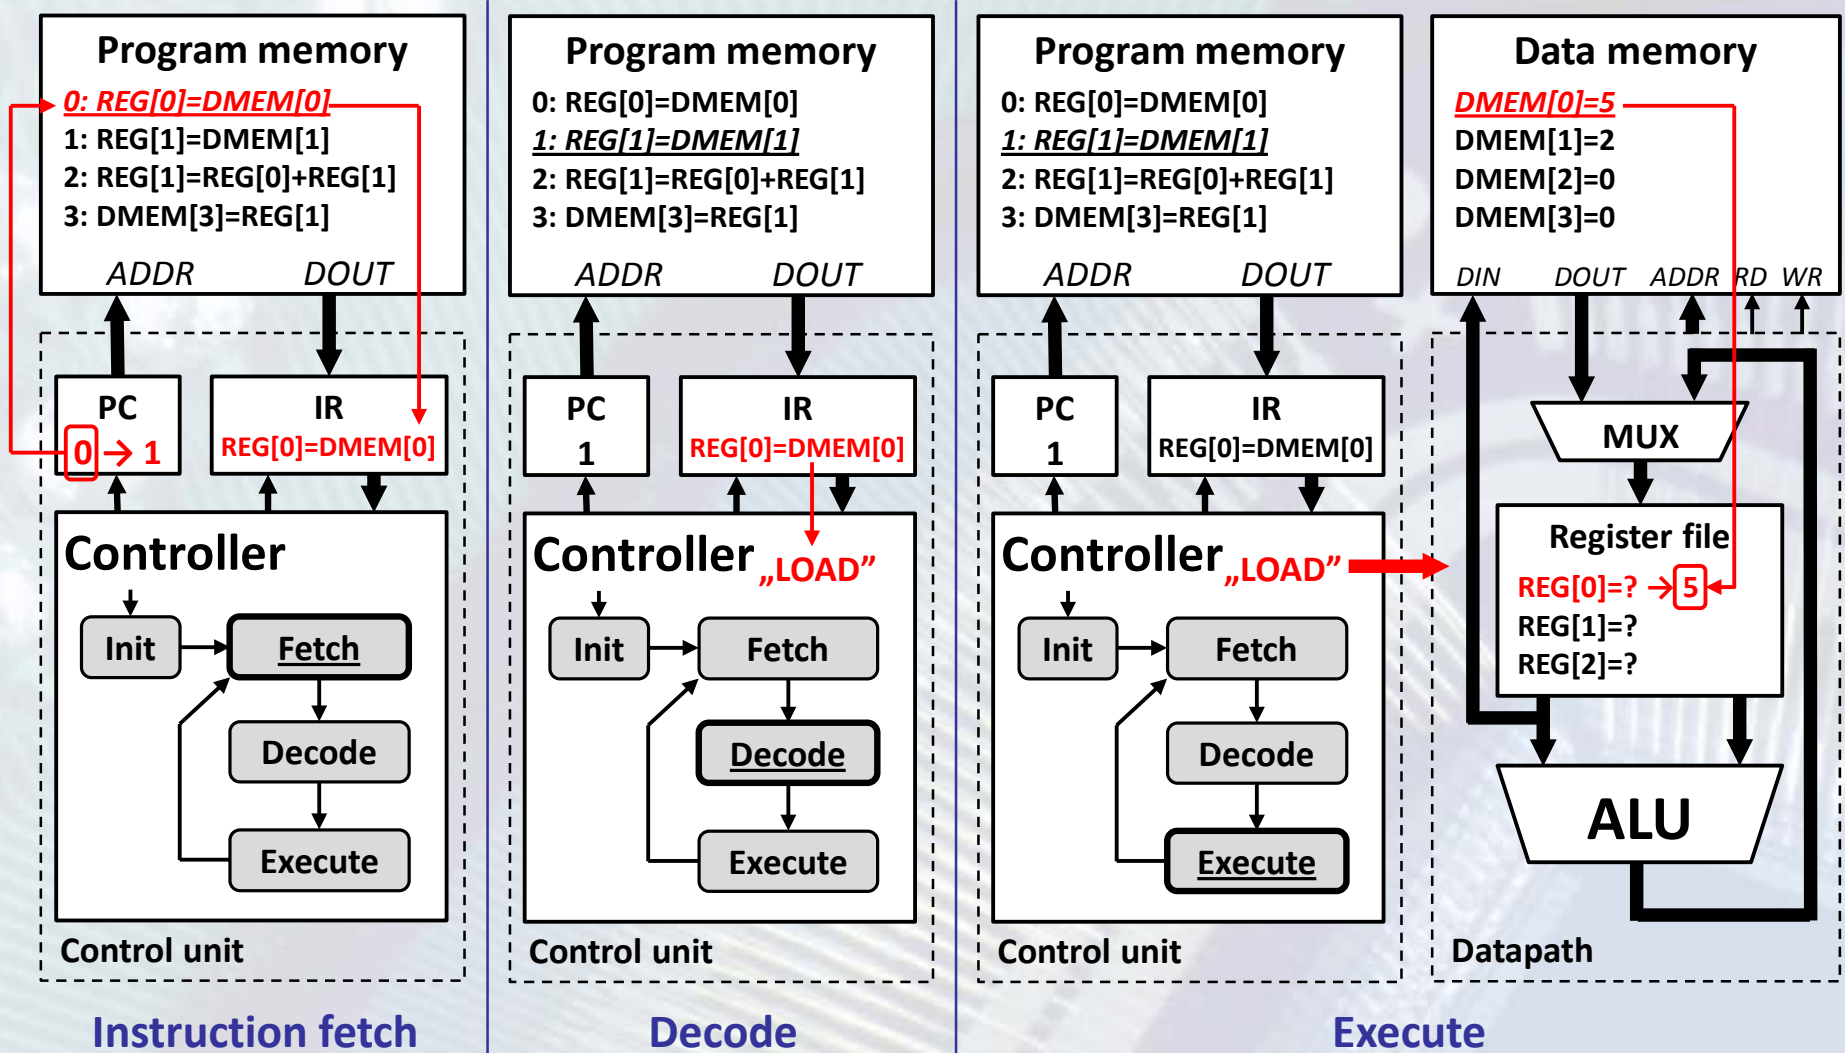 Program memory
0: REG[0]=DMEM[0]
1: REG[1]=DMEM[1]
2: REG[1]=REG[0]+REG[1]
3: DMEM[3]=REG[1]
ADDR DOUT
PC
0 → 1
IR
REG[0]=DMEM[0]
Controller
Init
Fetch
Decode
Execute
Control unit
Instruction fetch
Program memory
0: REG[0]=DMEM[0]
1: REG[1]=DMEM[1]
2: REG[1]=REG[0]+REG[1]
3: DMEM[3]=REG[1]
ADDR DOUT
PC
1
IR
REG[0]=DMEM[0]
Controller „LOAD”
Init
Fetch
Decode
Execute
Control unit
Decode
Program memory
0: REG[0]=DMEM[0]
1: REG[1]=DMEM[1]
2: REG[1]=REG[0]+REG[1]
3: DMEM[3]=REG[1]
ADDR DOUT
PC
1
IR
REG[0]=DMEM[0]
Controller „LOAD”
Init
Fetch
Decode
Execute
Control unit
Data memory
DMEM[0]=5
DMEM[1]=2
DMEM[2]=0
DMEM[3]=0
DIN DOUT ADDR RD WR
MUX
Register file
REG[0]=? → 5
REG[1]=?
REG[2]=?
ALU
Datapath
Execute